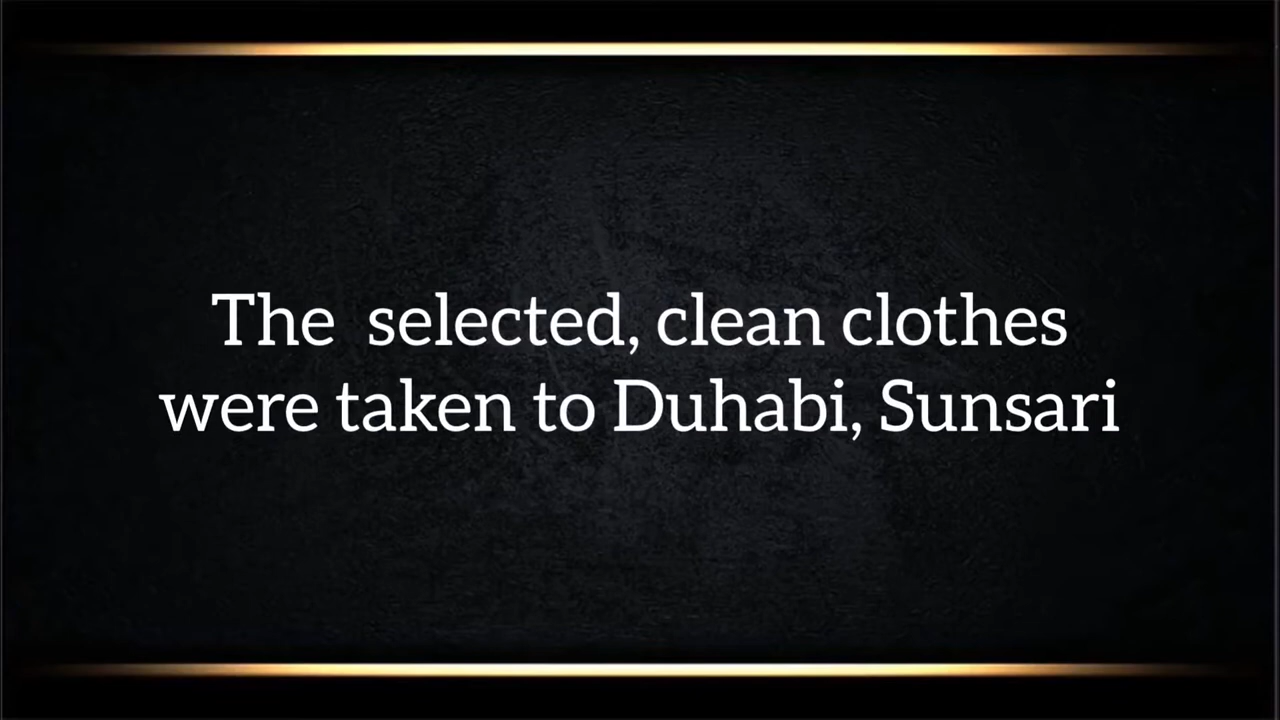 The  selected, clean clothes
were taken to Duhabi, Sunsari